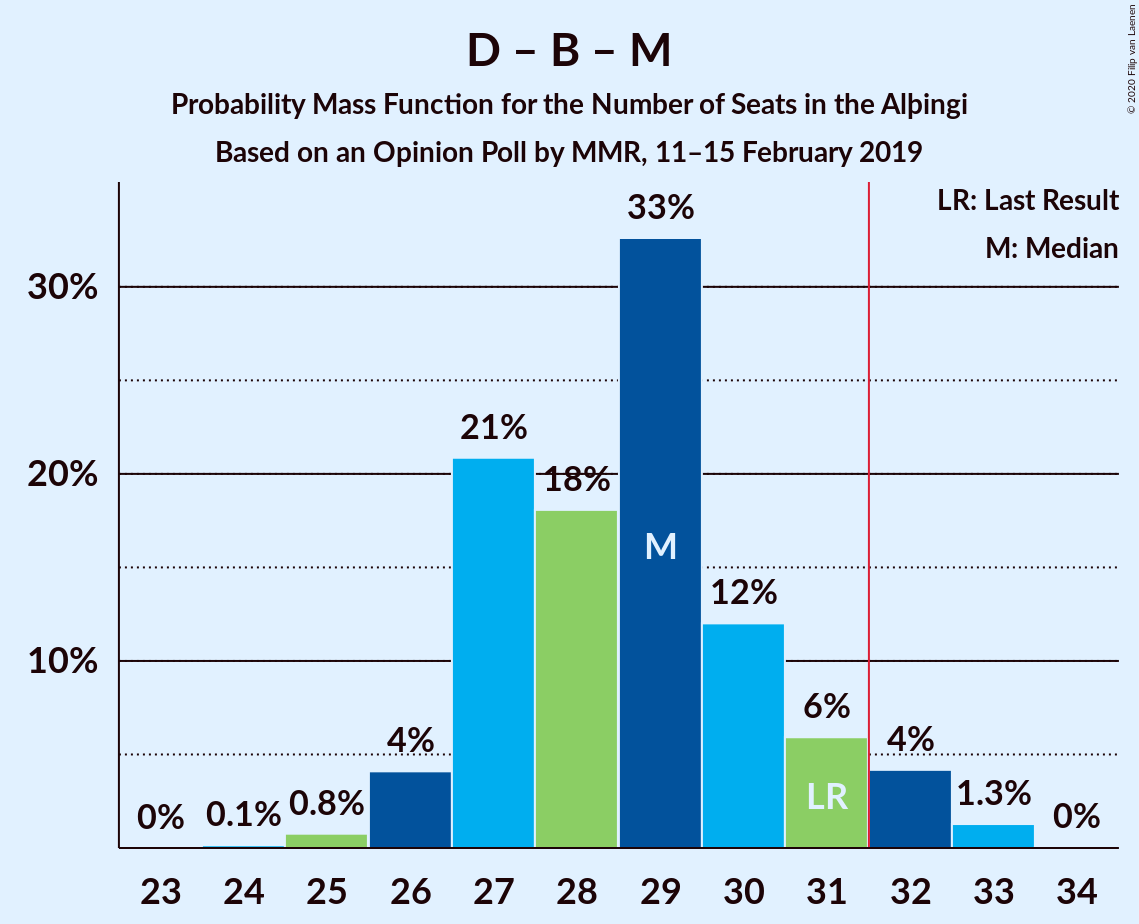 D – B – M
Probability Mass Function for the Number of Seats in the Alþingi
Based on an Opinion Poll by MMR, 11–15 February 2019
© 2020 Filip van Laenen
LR: Last Result
M: Median
33%
30%
21%
20%
18%
M
12%
10%
6%
4%
4%
LR
0%
0.1%
0.8%
1.3%
0%
23 24 25 26 27 28 29 30 31 32 33 34